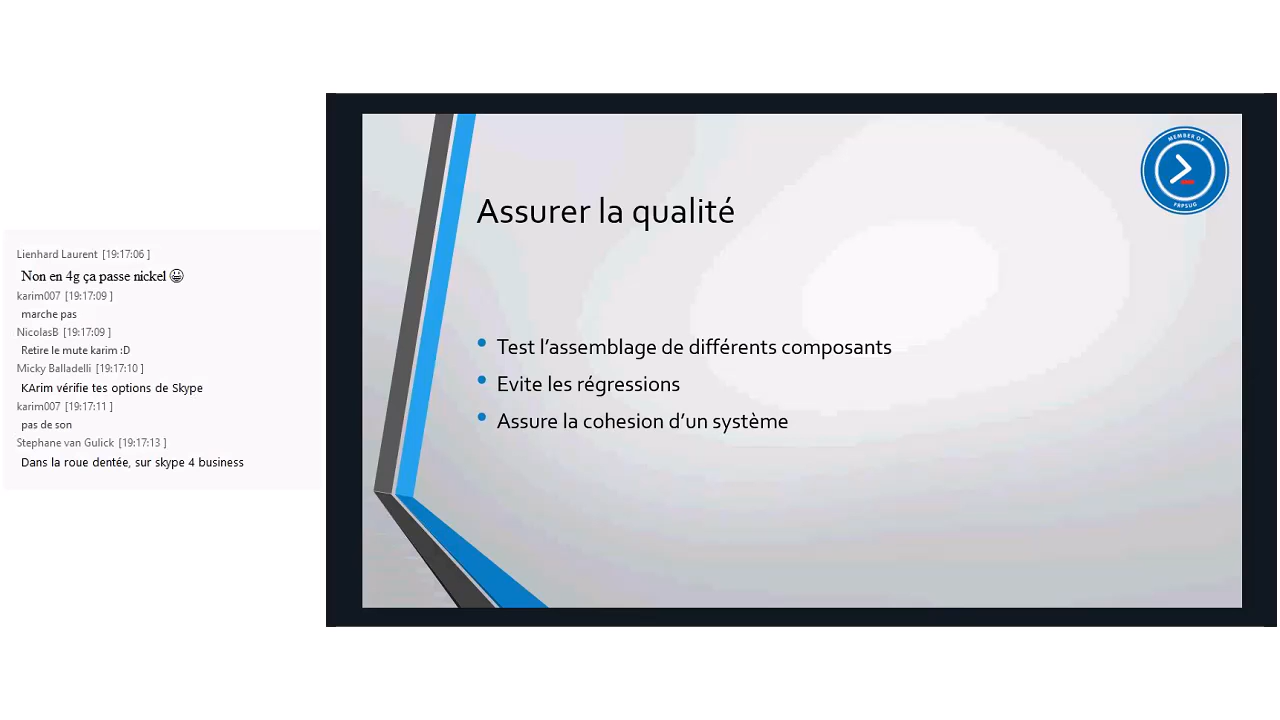 Lienhard Laurent [19:17:06 ]
Non en 4g ça passe nickel 😀
karim007 [19:17:09 ]
marche pas
NicolasB [19:17:09 ]
Retire le mute karim :D
Micky Balladelli [19:17:10 ]
KArim vérifie tes options de Skype
karim007 [19:17:11 ]
pas de son
Stephane van Gulick [19:17:13 ]
Dans la roue dentée, sur skype 4 business
MEMBER OF
FRPSUG
Assurer la qualité
• Test l’assemblage de différents composants
• Evite les régressions
• Assure la cohesion d’un système